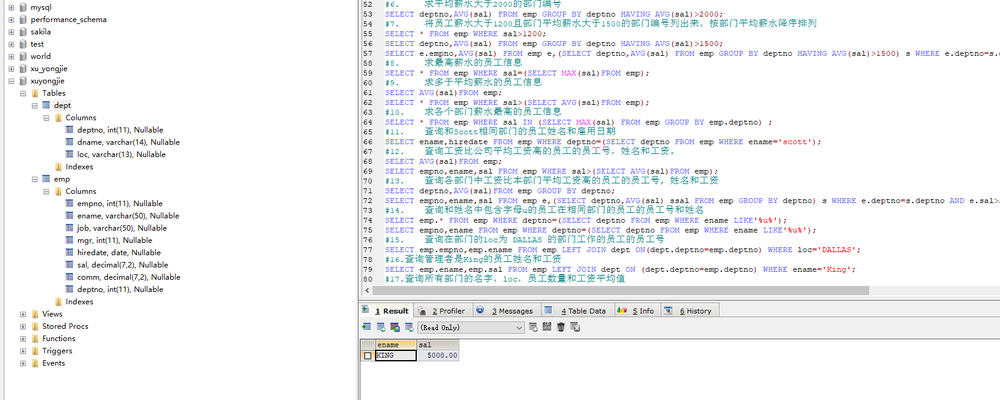 mysql
performance_schema
sakila
test
world
xu_yongjie
xuyongjie
Tables
dept
Columns
deptno, int(11), Nullable
dname, varchar(14), Nullable
loc, varchar(13), Nullable
Indexes
emp
Columns
empno, int(11), Nullable
ename, varchar(50), Nullable
job, varchar(50), Nullable
mgr, int(11), Nullable
hiredate, date, Nullable
sal, decimal(7,2), Nullable
comm, decimal(7,2), Nullable
deptno, int(11), Nullable
Indexes
Views
Stored Procs
Functions
Triggers
Events
52 #6. 求平均薪水大于2000的部门编号
53 SELECT deptno,AVG(sal) FROM emp GROUP BY deptno HAVING AVG(sal)>2000;
54 #7. 将员工薪水大于1200且部门平均薪水大于1500的部门编号列出来，按部门平均薪水降序排列
55 SELECT * FROM emp WHERE sal>1200;
56 SELECT deptno,AVG(sal) FROM emp GROUP BY deptno HAVING AVG(sal)>1500;
57 SELECT e.empno,AVG(sal) FROM emp e,(SELECT deptno,AVG(sal) FROM emp GROUP BY deptno HAVING AVG(sal)>1500) s WHERE e.deptno=s.
58 #8. 求最高薪水的员工信息
59 SELECT * FROM emp WHERE sal=(SELECT MAX(sal)FROM emp);
60 #9. 求多于平均薪水的员工信息
61 SELECT AVG(sal)FROM emp;
62 SELECT * FROM emp WHERE sal>(SELECT AVG(sal)FROM emp);
63 #10. 求各个部门薪水最高的员工信息
64 SELECT * FROM emp WHERE sal IN (SELECT MAX(sal) FROM emp GROUP BY emp.deptno) ;
65 #11. 查询和Scott相同部门的员工姓名和雇用日期
66 SELECT ename,hiredate FROM emp WHERE deptno=(SELECT deptno FROM emp WHERE ename='scott');
67 #12. 查询工资比公司平均工资高的员工的员工号，姓名和工资。
68 SELECT AVG(sal)FROM emp;
69 SELECT empno,ename,sal FROM emp WHERE sal>(SELECT AVG(sal)FROM emp);
70 #13. 查询各部门中工资比本部门平均工资高的员工的员工号, 姓名和工资
71 SELECT deptno,AVG(sal)FROM emp GROUP BY deptno;
72 SELECT empno,ename,sal FROM emp e,(SELECT deptno,AVG(sal) ssal FROM emp GROUP BY deptno) s WHERE e.deptno=s.deptno AND e.sal>
73 #14. 查询和姓名中包含字母u的员工在相同部门的员工的员工号和姓名
74 SELECT emp.* FROM emp WHERE deptno=(SELECT deptno FROM emp WHERE ename LIKE'%u%');
75 SELECT empno,ename FROM emp WHERE deptno=(SELECT deptno FROM emp WHERE ename LIKE'%u%');
76 #15. 查询在部门的loc为 DALLAS 的部门工作的员工的员工号
77 SELECT emp.empno,emp.ename FROM emp LEFT JOIN dept ON(dept.deptno=emp.deptno) WHERE loc='DALLAS';
78 #16.查询管理者是King的员工姓名和工资
79 SELECT emp.ename,emp.sal FROM emp LEFT JOIN dept ON (dept.deptno=emp.deptno) WHERE ename='King';
80 #17.查询所有部门的名字，loc，员工数量和工资平均值
1 Result 2 Profiler 3 Messages 4 Table Data 5 Info 6 History
(Read Only)
ename sal
KING 5000.00